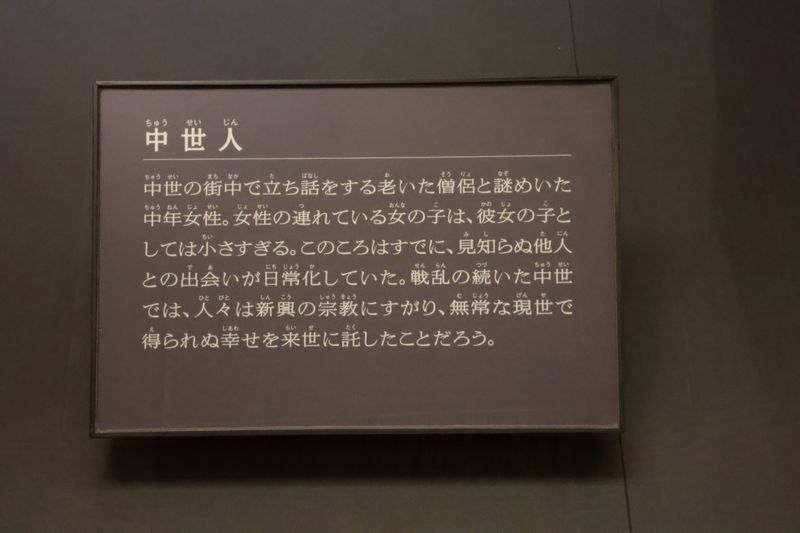 中世人
中世の街中で立ち話をする老いた僧侶と謎めいた
中年女性。女性の連れている女の子は、彼女の子と
しては小さすぎる。このころはすでに、見知らぬ他人
との出会いが日常化していた。戦乱の続いた中世
では、人々は新興の宗教にすがり、無常な現世で
得られぬ幸せを来世に託したことだろう。